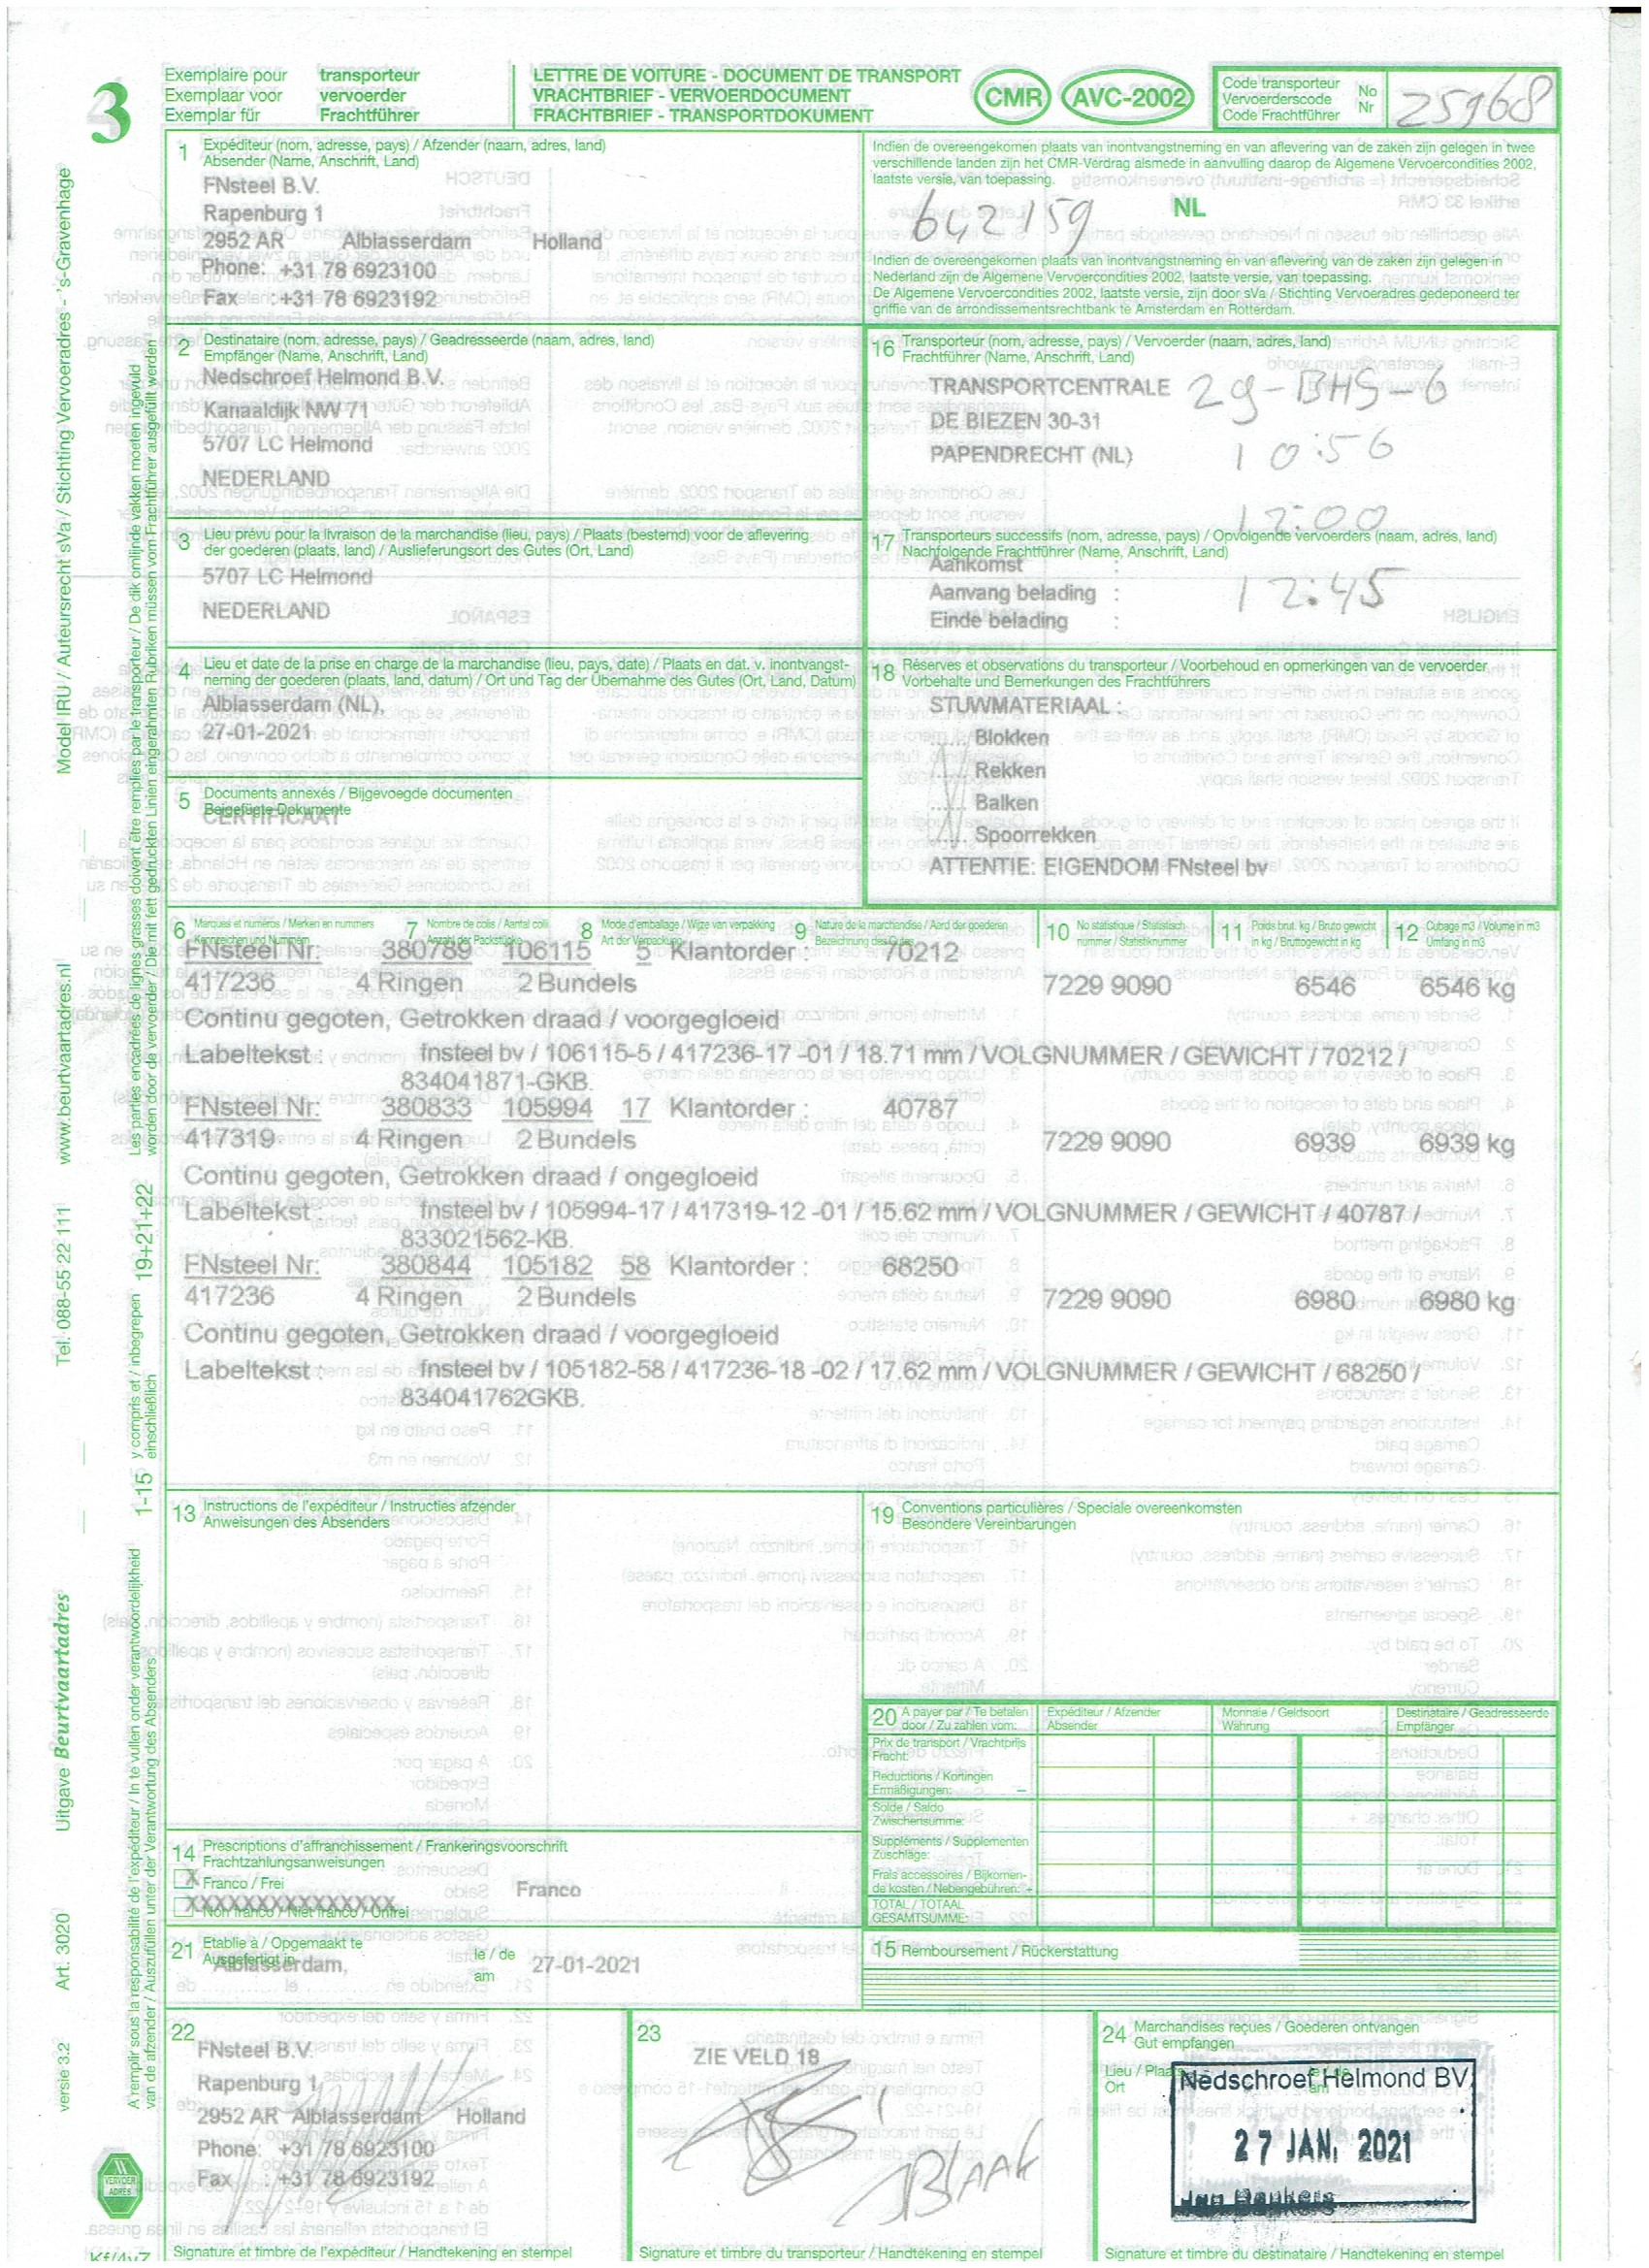 3
Exemplaire pour transporteur
Exemplaar voor vervoerder
Exemplar für Frachtführer
LETTRE DE VOITURE - DOCUMENT DE TRANSPORT
VRACHTBRIEF - VERVOERDOCUMENT
FRACHTBRIEF - TRANSPORTDOKUMENT
CMR
AVC-2002
Code transporteur
Vervoerderscode
Code Frachtführer
No
Nr
25968
1 Expéditeur (nom, adresse, pays) / Afzender (naam, adres, land)
Absender (Name, Anschrift, Land)
FNsteel B.V.
Rapenburg 1
2952 AR Alblasserdam Holland
Phone: +31 78 6923100
Fax : +31 78 6923192
Indien de overeengekomen plaats van inontvangstneming en van aflevering van de zaken zijn gelegen in twee
verschillende landen zijn het CMR-Verdrag alsmede in aanvulling daarop de Algemene Vervoercondities 2002,
laatste versie, van toepassing.
NL
642159
Indien de overeengekomen plaats van inontvangstneming en van aflevering van de zaken zijn gelegen in
Nederland zijn de Algemene Vervoercondities 2002, laatste versie, van toepassing.
De Algemene Vervoercondities 2002, laatste versie, zijn door sVa / Stichting Vervoeradres gedeponeerd ter
griffie van de arrondissementsrechtbank te Amsterdam en Rotterdam.
2 Destinataire (nom, adresse, pays) / Geadresseerde (naam, adres, land)
Empfänger (Name, Anschrift, Land)
Nedschroef Helmond B.V.
Kanaaldijk NW 71
5707 LC Helmond
NEDERLAND
16 Transporteur (nom, adresse, pays) / Vervoerder (naam, adres, land)
Frachtführer (Name, Anschrift, Land)
TRANSPORTCENTRALE
DE BIEZEN 30-31
PAPENDRECHT (NL)
29-BHS-6
10:56
12:00
3 Lieu prévu pour la livraison de la marchandise (lieu, pays) / Plaats (bestemd) voor de aflevering
der goederen (plaats, land) / Auslieferungsort des Gutes (Ort, Land)
5707 LC Helmond
NEDERLAND
17 Transporteurs successifs (nom, adresse, pays) / Opvolgende vervoerders (naam, adres, land)
Nachfolgende Frachtführer (Name, Anschrift, Land)
Aankomst :
Aanvang belading :
Einde belading :
12:45
4 Lieu et date de la prise en charge de la marchandise (lieu, pays, date) / Plaats en dat. v. inontvangst-
neming der goederen (plaats, land, datum) / Ort und Tag der Übernahme des Gutes (Ort, Land, Datum)
Alblasserdam (NL),
27-01-2021
18 Réserves et observations du transporteur / Voorbehoud en opmerkingen van de vervoerder
Vorbehalte und Bemerkungen des Frachtführers
STUWMATERIAAL :
Blokken
Rekken
Balken
Spoorrekken
ATTENTIE: EIGENDOM FNsteel bv
5 Documents annexés / Bijgevoegde documenten
Beigefügte Dokumente
CERTIFICAAT
6 Marques et numéros / Merken en nummers
Kennzeichen und Nummern
7 Nombre de colis / Aantal colli
Anzahl der Packstücke
8 Mode d'emballage / Wijze van verpakking
Art der Verpackung
9 Nature de la marchandise / Aard der goederen
Bezeichnung des Gutes
10 No statistique / Statistisch
nummer / Statistiknummer
11 Poids brut, kg / Bruto gewicht
in kg / Bruttogewicht in kg
12 Cubage m3 / Volume in m3
Umfang in m3
FNsteel Nr: 380789 106115 5 Klantorder : 70212
417236 4 Ringen 2 Bundels 7229 9090 6546 6546 kg
Continu gegoten, Getrokken draad / voorgegloeid
Labeltekst : fnsteel bv / 106115-5 / 417236-17 -01 / 18.71 mm / VOLGNUMMER / GEWICHT / 70212 /
834041871-GKB.
FNsteel Nr: 380833 105994 17 Klantorder : 40787
417319 4 Ringen 2 Bundels 7229 9090 6939 6939 kg
Continu gegoten, Getrokken draad / ongegloeid
Labeltekst : fnsteel bv / 105994-17 / 417319-12 -01 / 15.62 mm / VOLGNUMMER / GEWICHT / 40787 /
833021562-KB.
FNsteel Nr: 380844 105182 58 Klantorder : 68250
417236 4 Ringen 2 Bundels 7229 9090 6980 6980 kg
Continu gegoten, Getrokken draad / voorgegloeid
Labeltekst : fnsteel bv / 105182-58 / 417236-18 -02 / 17.62 mm / VOLGNUMMER / GEWICHT / 68250 /
834041762GKB.
13 Instructions de l'expéditeur / Instructies afzender
Anweisungen des Absenders
19 Conventions particulières / Speciale overeenkomsten
Besondere Vereinbarungen
20 A payer par / Te betalen
door / Zu zahlen vom:
Expéditeur / Afzender
Absender
Monnaie / Geldsoort
Währung
Destinataire / Geadresseerde
Empfänger
Prix de transport / Vrachtprijs
Fracht:
Réductions / Kortingen
Ermäßigungen: –
Solde / Saldo
Zwischensumme:
Suppléments / Supplementen
Zuschläge:
Frais accessoires / Bijkomen-
de kosten / Nebengebühren: +
TOTAL / TOTAAL
GESAMTSUMME:
14 Prescriptions d'affranchissement / Frankeringsvoorschrift
Frachtzahlungsanweisungen
X Franco / Frei
Franco
XXXXXXXXXXXXXXX
Non franco / Niet franco / Unfrei
21 Etablie à / Opgemaakt te
Ausgefertigt in
Alblasserdam,
le / de
am
27-01-2021
15 Remboursement / Rückerstattung
22
FNsteel B.V.
Rapenburg 1
2952 AR Alblasserdam Holland
Phone: +31 78 6923100
Fax : +31 78 6923192
Signature et timbre de l'expéditeur / Handtekening en stempel
23
ZIE VELD 18
JBLAAK
Signature et timbre du transporteur / Handtekening en stempel
24 Marchandises reçues / Goederen ontvangen
Gut empfangen
Lieu / Plaats
Ort
am
Nedschroef Helmond BV
27 JAN. 2021
Signature et timbre du destinataire / Handtekening en stempel
Model IRU / Auteursrecht sVa / Stichting Vervoeradres - 's-Gravenhage
www.beurtvaartadres.nl
Tel. 088-55 22 111
Uitgave Beurtvaartadres
Art. 3020
versie 3.2
Les parties encadrées de lignes grasses doivent être remplies par le transporteur / De dik omlijnde vakken moeten ingevuld
worden door de vervoerder / Die mit fett gedruckten Linien eingerahmten Rubriken müssen vom Frachtführer ausgefüllt werden
19+21+22
y compris et / inbegrepen
einschließlich
1-15
A remplir sous la responsabilité de l'expéditeur / In te vullen onder verantwoordelijkheid
van de afzender / Auszufüllen unter der Verantwortung des Absenders
VERVOER
ADRES